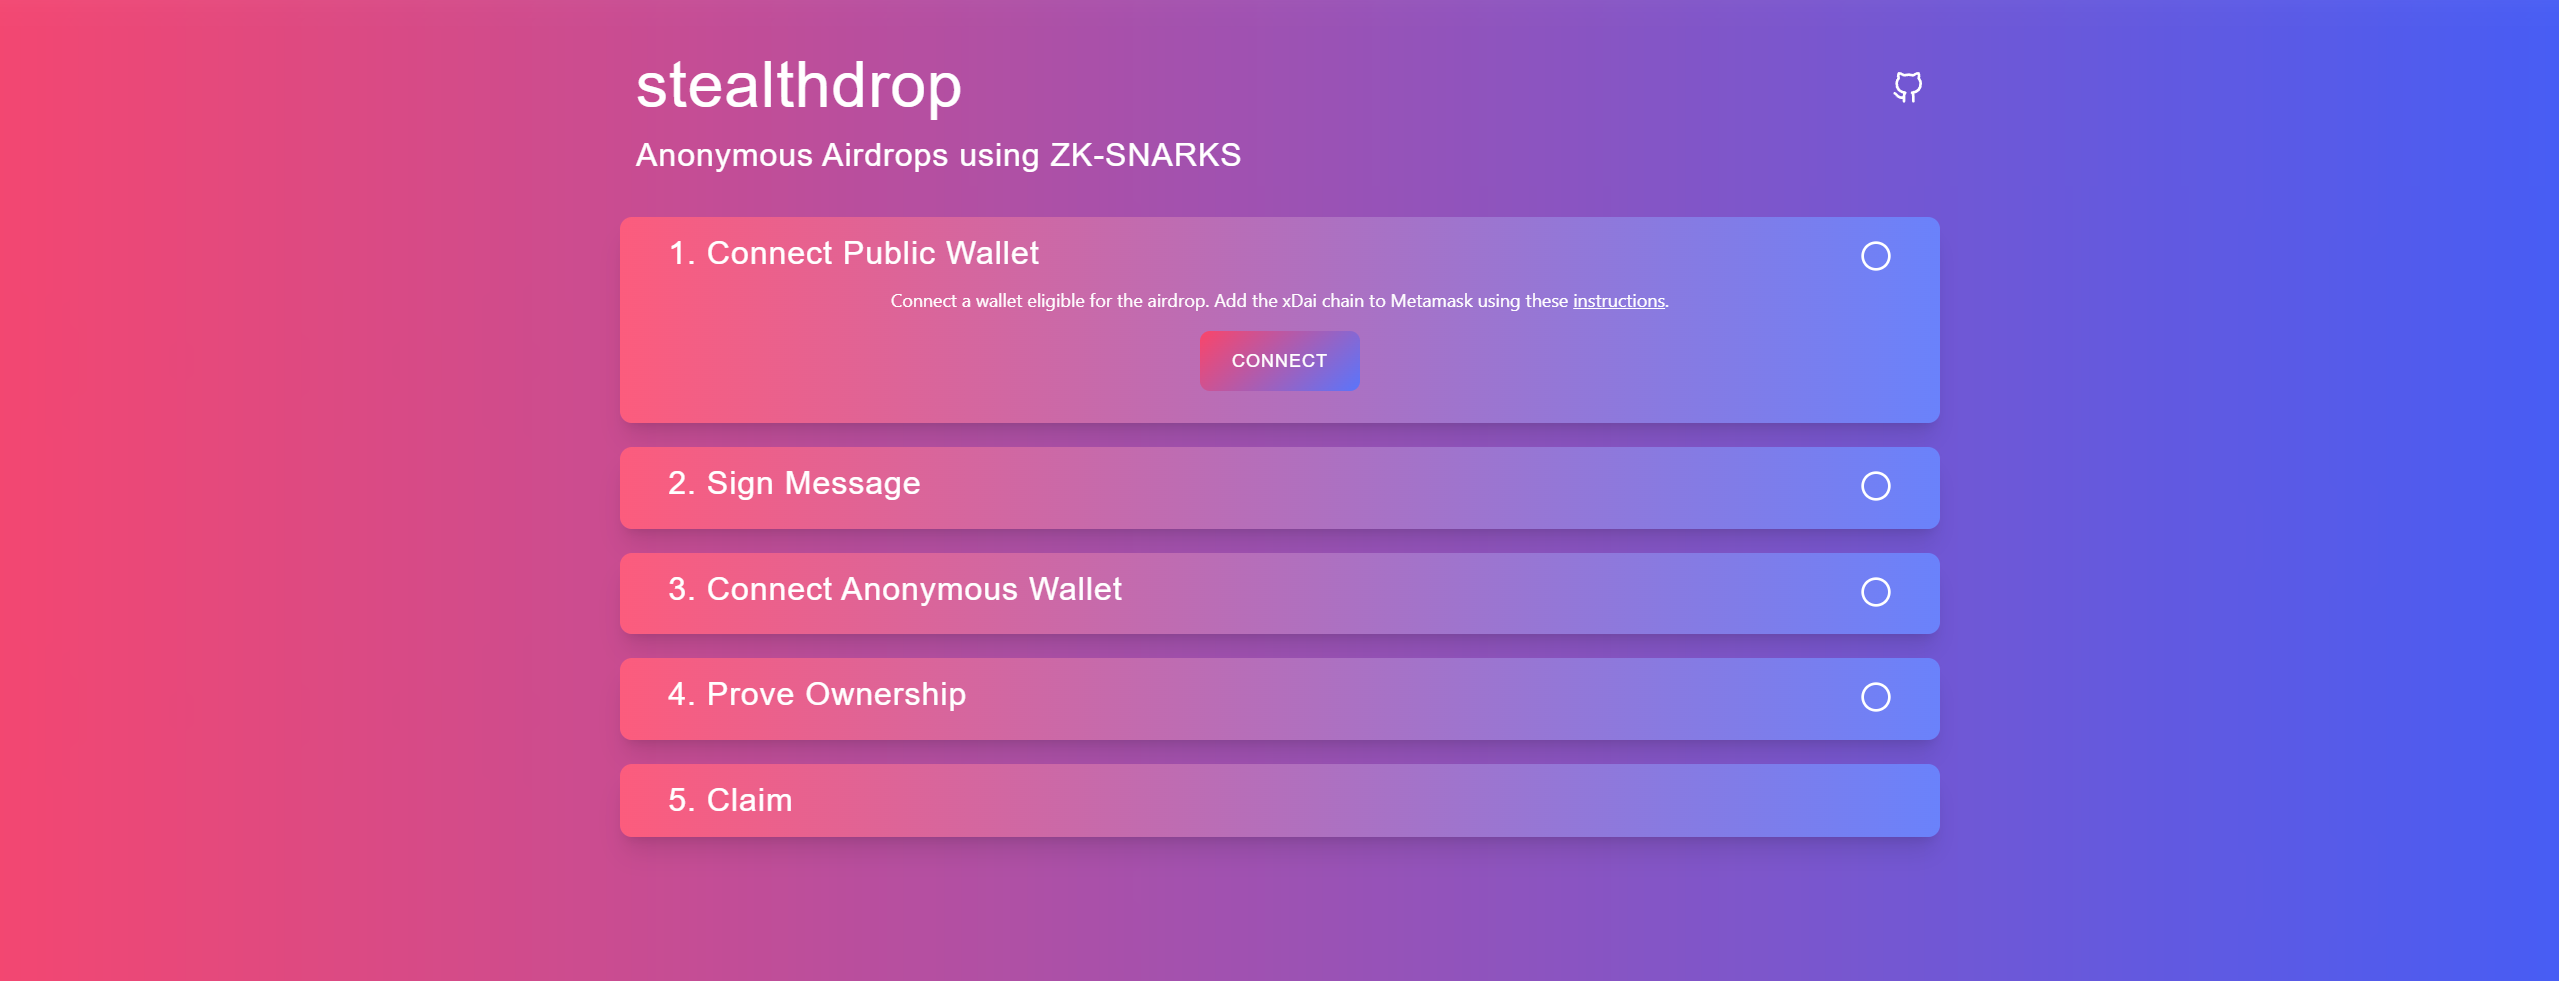 stealthdrop
Anonymous Airdrops using ZK-SNARKS
1. Connect Public Wallet
Connect a wallet eligible for the airdrop. Add the xDai chain to Metamask using these instructions.
CONNECT
2. Sign Message
3. Connect Anonymous Wallet
4. Prove Ownership
5. Claim